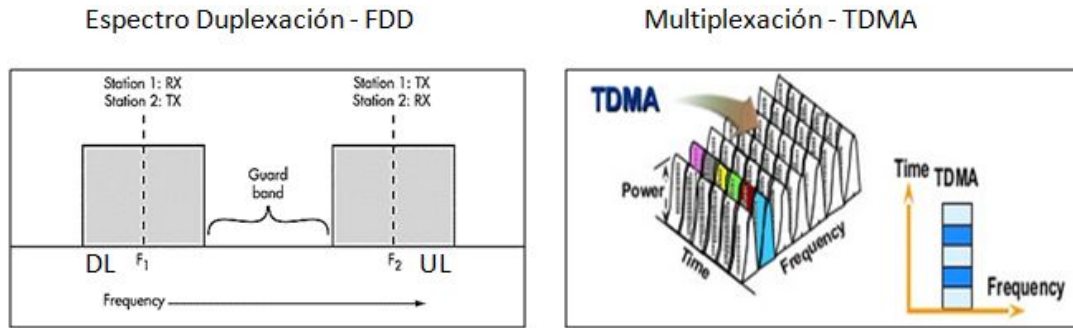 Espectro Duplexación - FDD
Multiplexación - TDMA
Station 1: RX
Station 2: TX
Station 1: TX
Station 2: RX
Guard
band
DL
F₁
F₂
UL
Frequency
TDMA
Power
Time
Frequency
Time
TDMA
Frequency